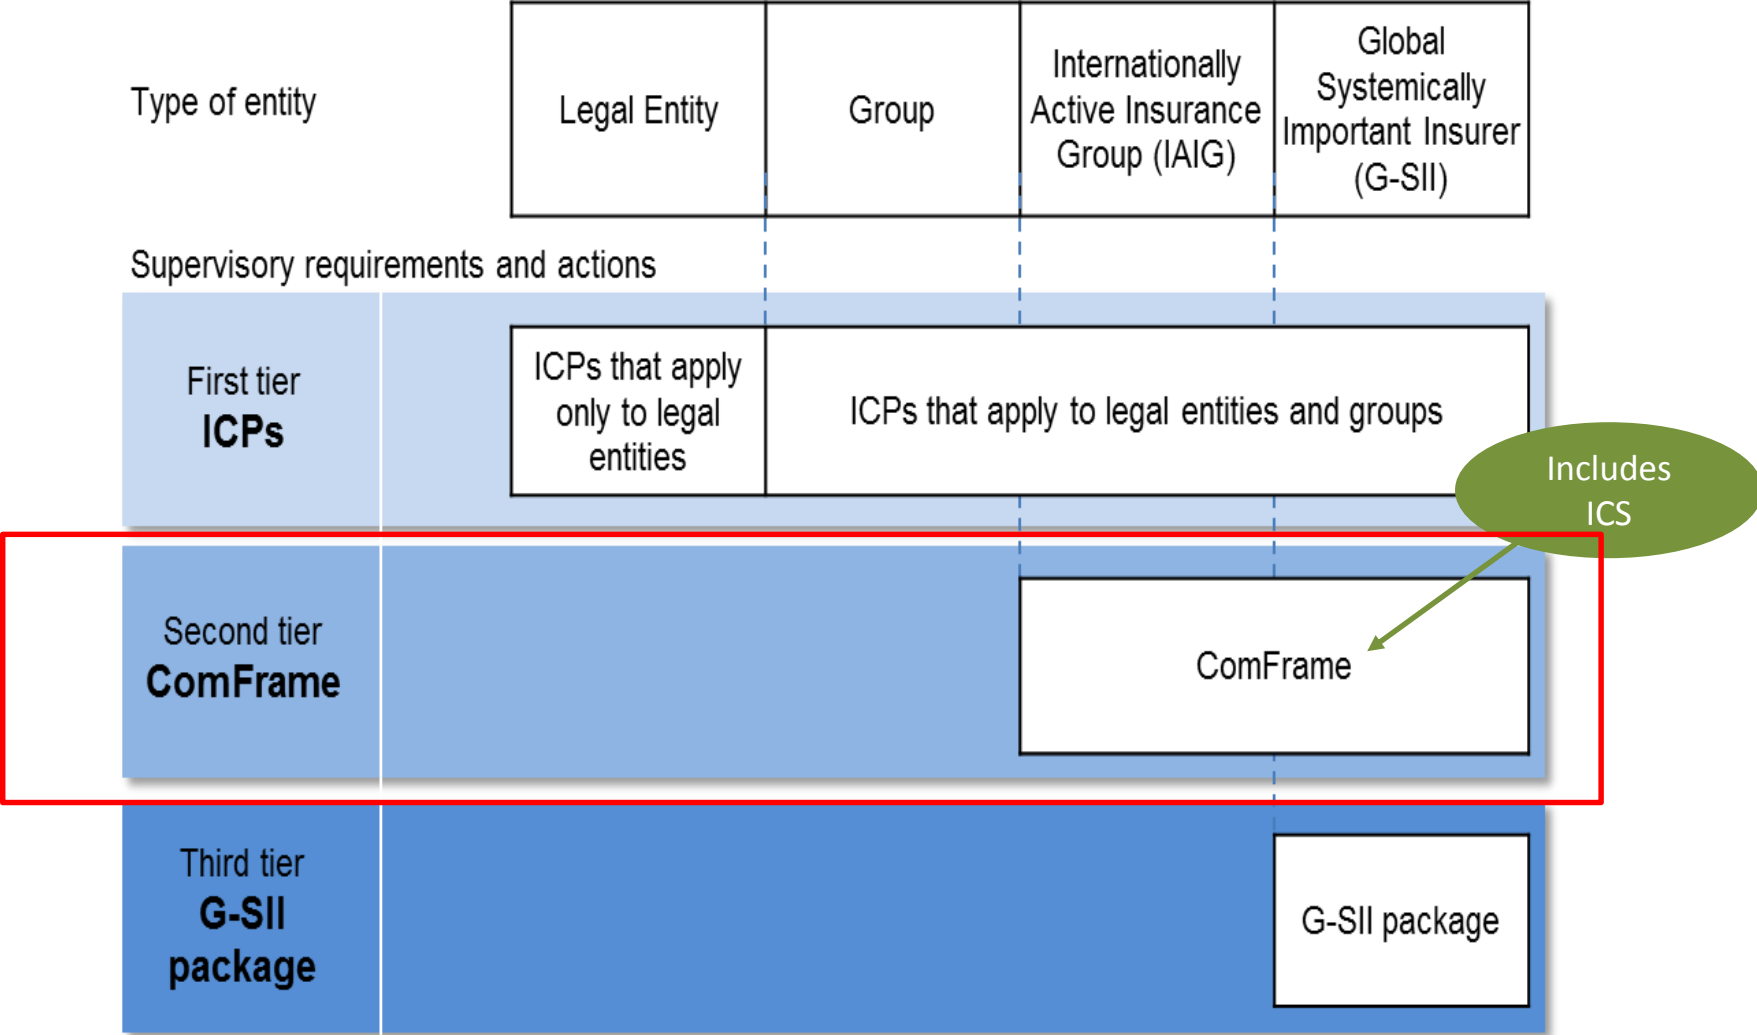 Type of entity
Legal Entity
Group
Internationally
Active Insurance
Group (IAIG)
Global
Systemically
Important Insurer
(G-SII)
Supervisory requirements and actions
First tier
ICPs
ICPs that apply
only to legal
entities
ICPs that apply to legal entities and groups
Includes
ICS
Second tier
ComFrame
ComFrame
Third tier
G-SII
package
G-SII package